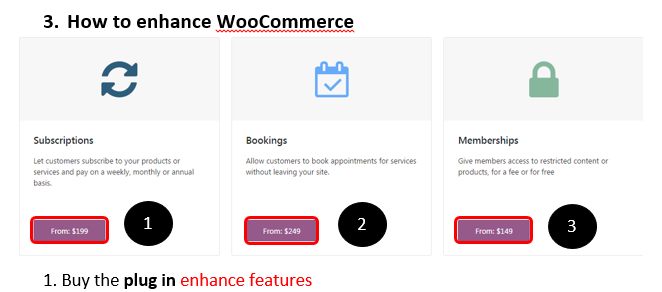 3. How to enhance WooCommerce
Subscriptions
Let customers subscribe to your products or
services and pay on a weekly, monthly or annual
basis.
From: $199
1
Bookings
Allow customers to book appointments for services
without leaving your site.
From: $249
2
Memberships
Give members access to restricted content or
products, for a fee or for free
From: $149
3
1. Buy the plug in enhance features